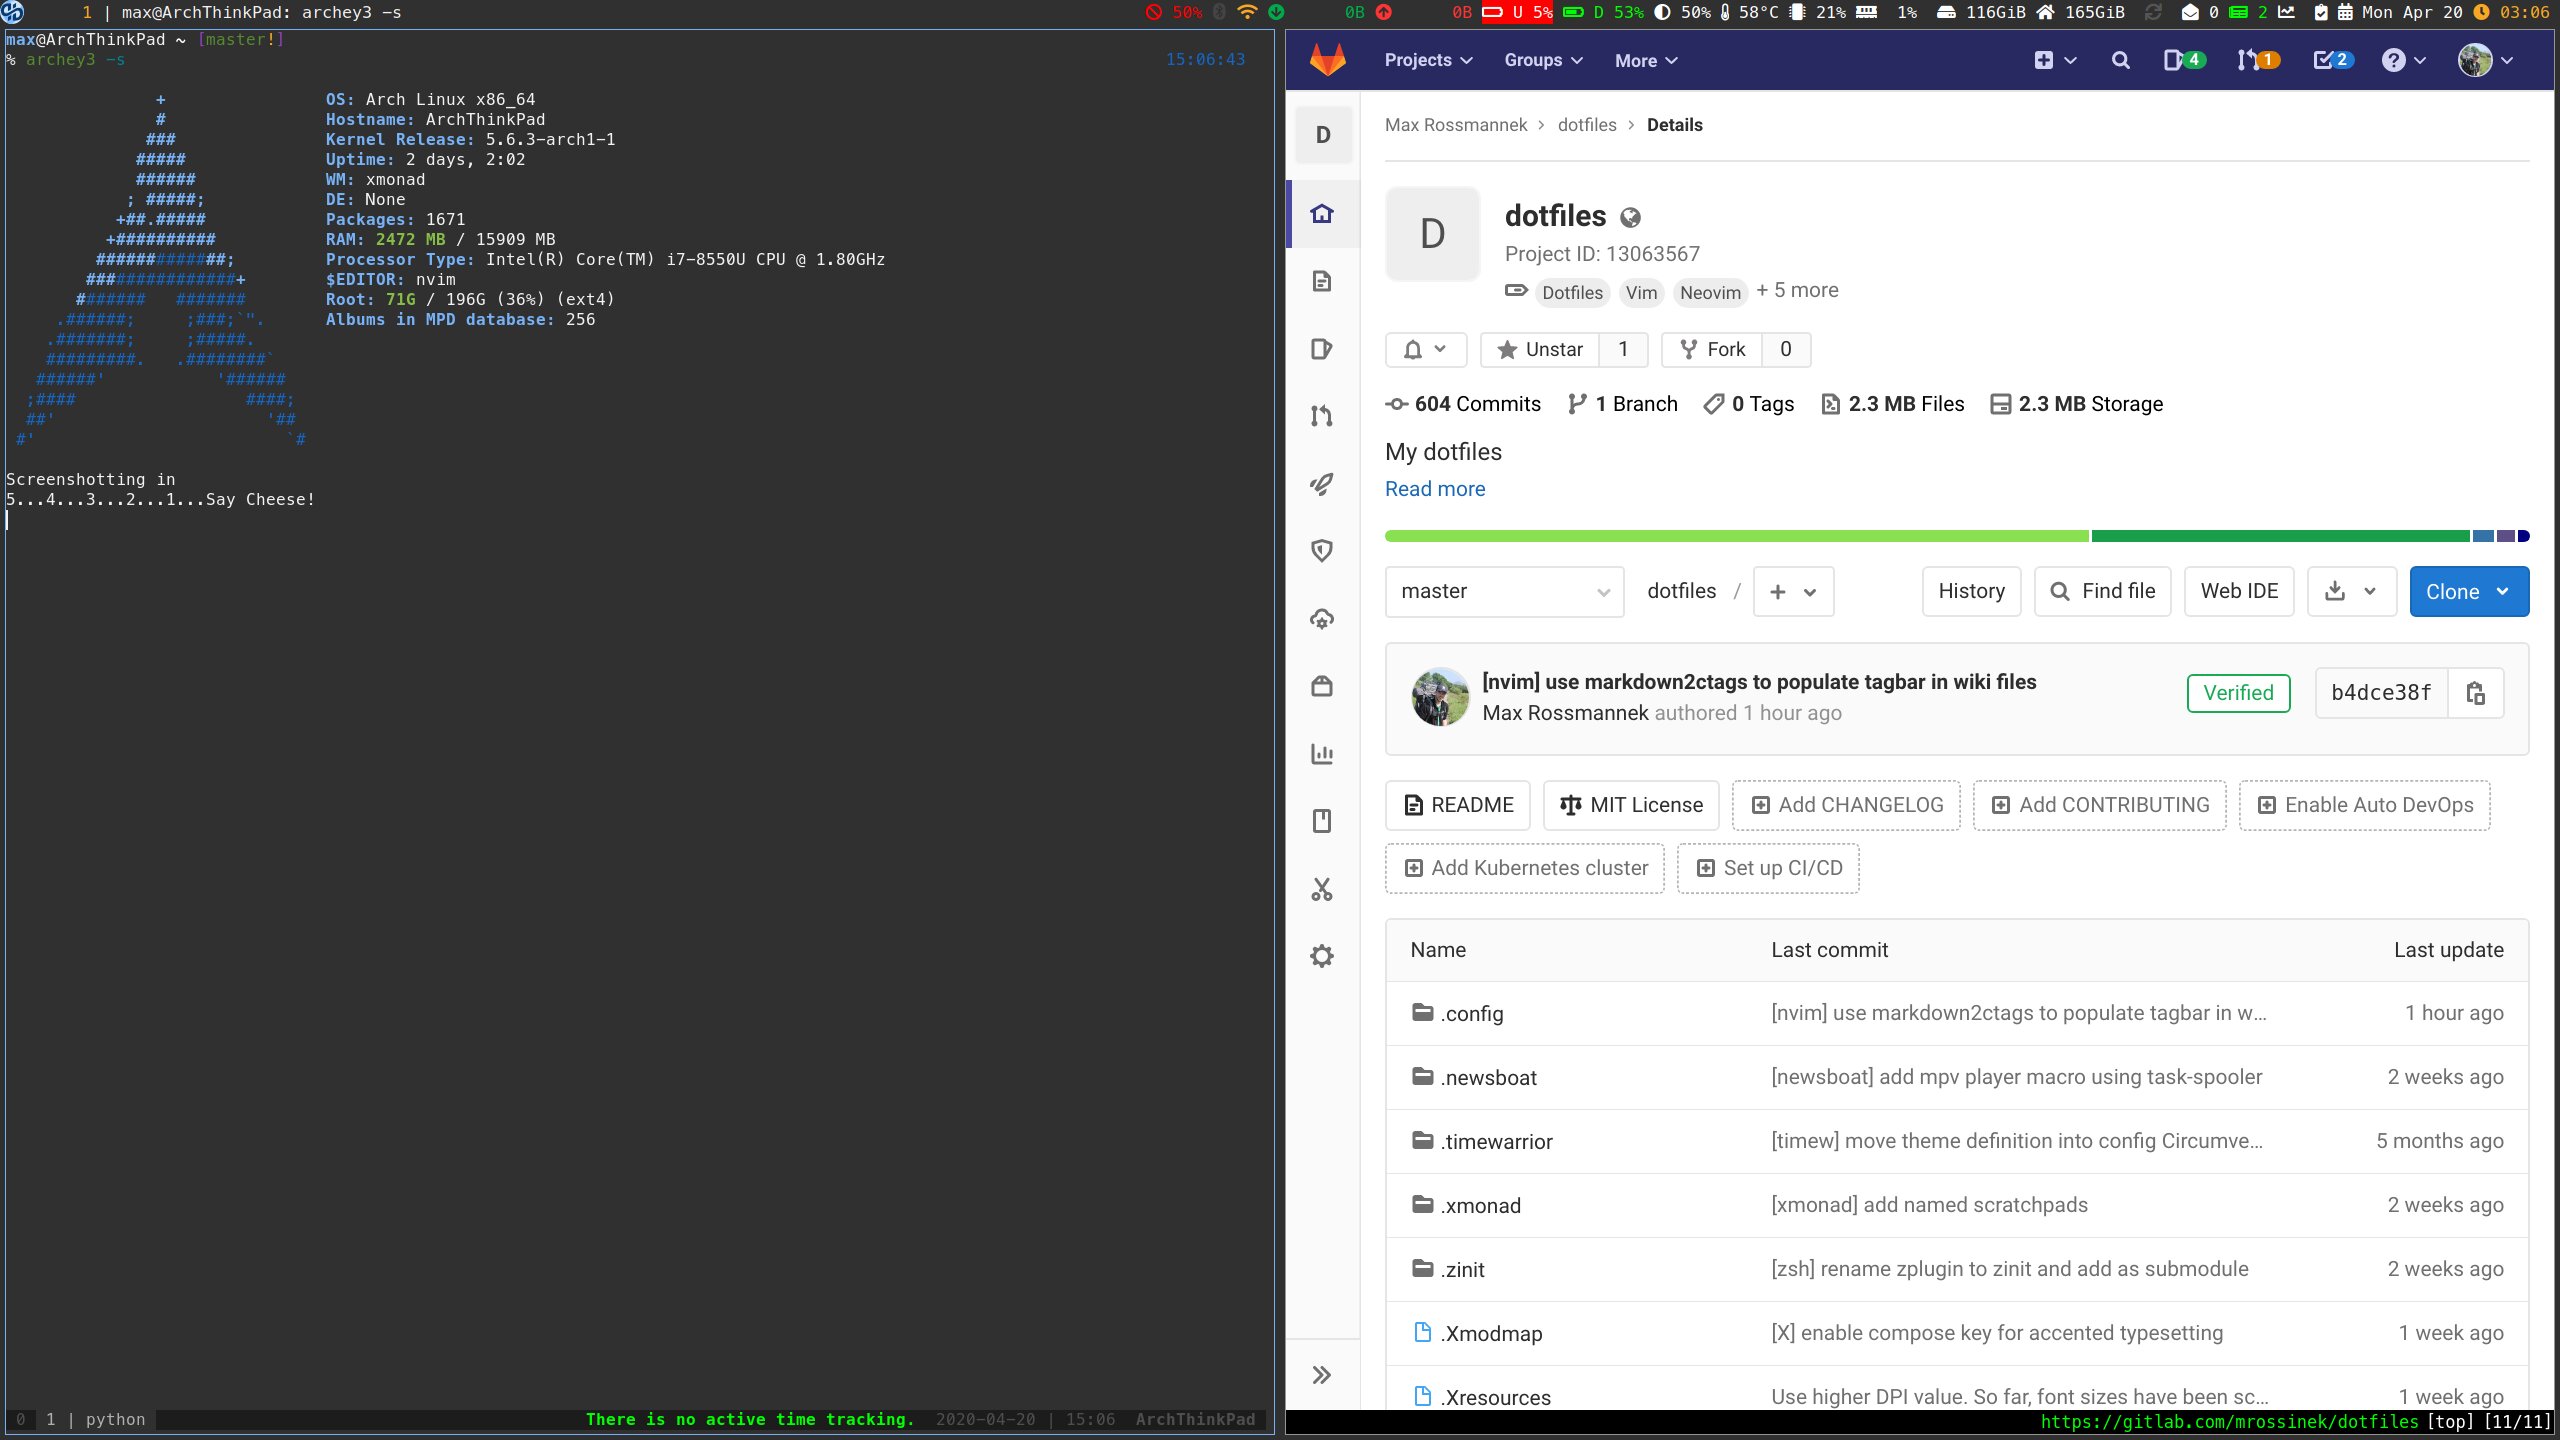 1 | max@ArchThinkPad: archey3 -s
50% 0B 0B U 5% D 53% 50% 58°C 21% 1% 116GiB 165GiB 0 2 Mon Apr 20 03:06
max@ArchThinkPad ~ [master!]
% archey3 -s 15:06:43
OS: Arch Linux x86_64
Hostname: ArchThinkPad
Kernel Release: 5.6.3-arch1-1
Uptime: 2 days, 2:02
WM: xmonad
DE: None
Packages: 1671
RAM: 2472 MB / 15909 MB
Processor Type: Intel(R) Core(TM) i7-8550U CPU @ 1.80GHz
$EDITOR: nvim
Root: 71G / 196G (36%) (ext4)
Albums in MPD database: 256
+
#
###
#####
######
; #####;
+##.#####
+##########
#############;
###############+
#######   #######
.######;     ;###;`".
.#######;     ;#####.
#########.   .########`
######'           '######
;####                 ####;
##'                     '##
#'                         `#
Screenshotting in
5...4...3...2...1...Say Cheese!
0 1 | python There is no active time tracking. 2020-04-20 | 15:06 ArchThinkPad
Projects Groups More 4 1 2 ?
D
Max Rossmannek > dotfiles > Details
D
dotfiles
Project ID: 13063567
Dotfiles Vim Neovim + 5 more
Unstar 1 Fork 0
604 Commits 1 Branch 0 Tags 2.3 MB Files 2.3 MB Storage
My dotfiles
Read more
master dotfiles / + History Find file Web IDE Clone
[nvim] use markdown2ctags to populate tagbar in wiki files
Max Rossmannek authored 1 hour ago
Verified b4dce38f
README MIT License Add CHANGELOG Add CONTRIBUTING Enable Auto DevOps
Add Kubernetes cluster Set up CI/CD
Name Last commit Last update
.config [nvim] use markdown2ctags to populate tagbar in w... 1 hour ago
.newsboat [newsboat] add mpv player macro using task-spooler 2 weeks ago
.timewarrior [timew] move theme definition into config Circumve... 5 months ago
.xmonad [xmonad] add named scratchpads 2 weeks ago
.zinit [zsh] rename zplugin to zinit and add as submodule 2 weeks ago
.Xmodmap [X] enable compose key for accented typesetting 1 week ago
.Xresources Use higher DPI value. So far, font sizes have been sc... 1 week ago
https://gitlab.com/mrossinek/dotfiles [top] [11/11]